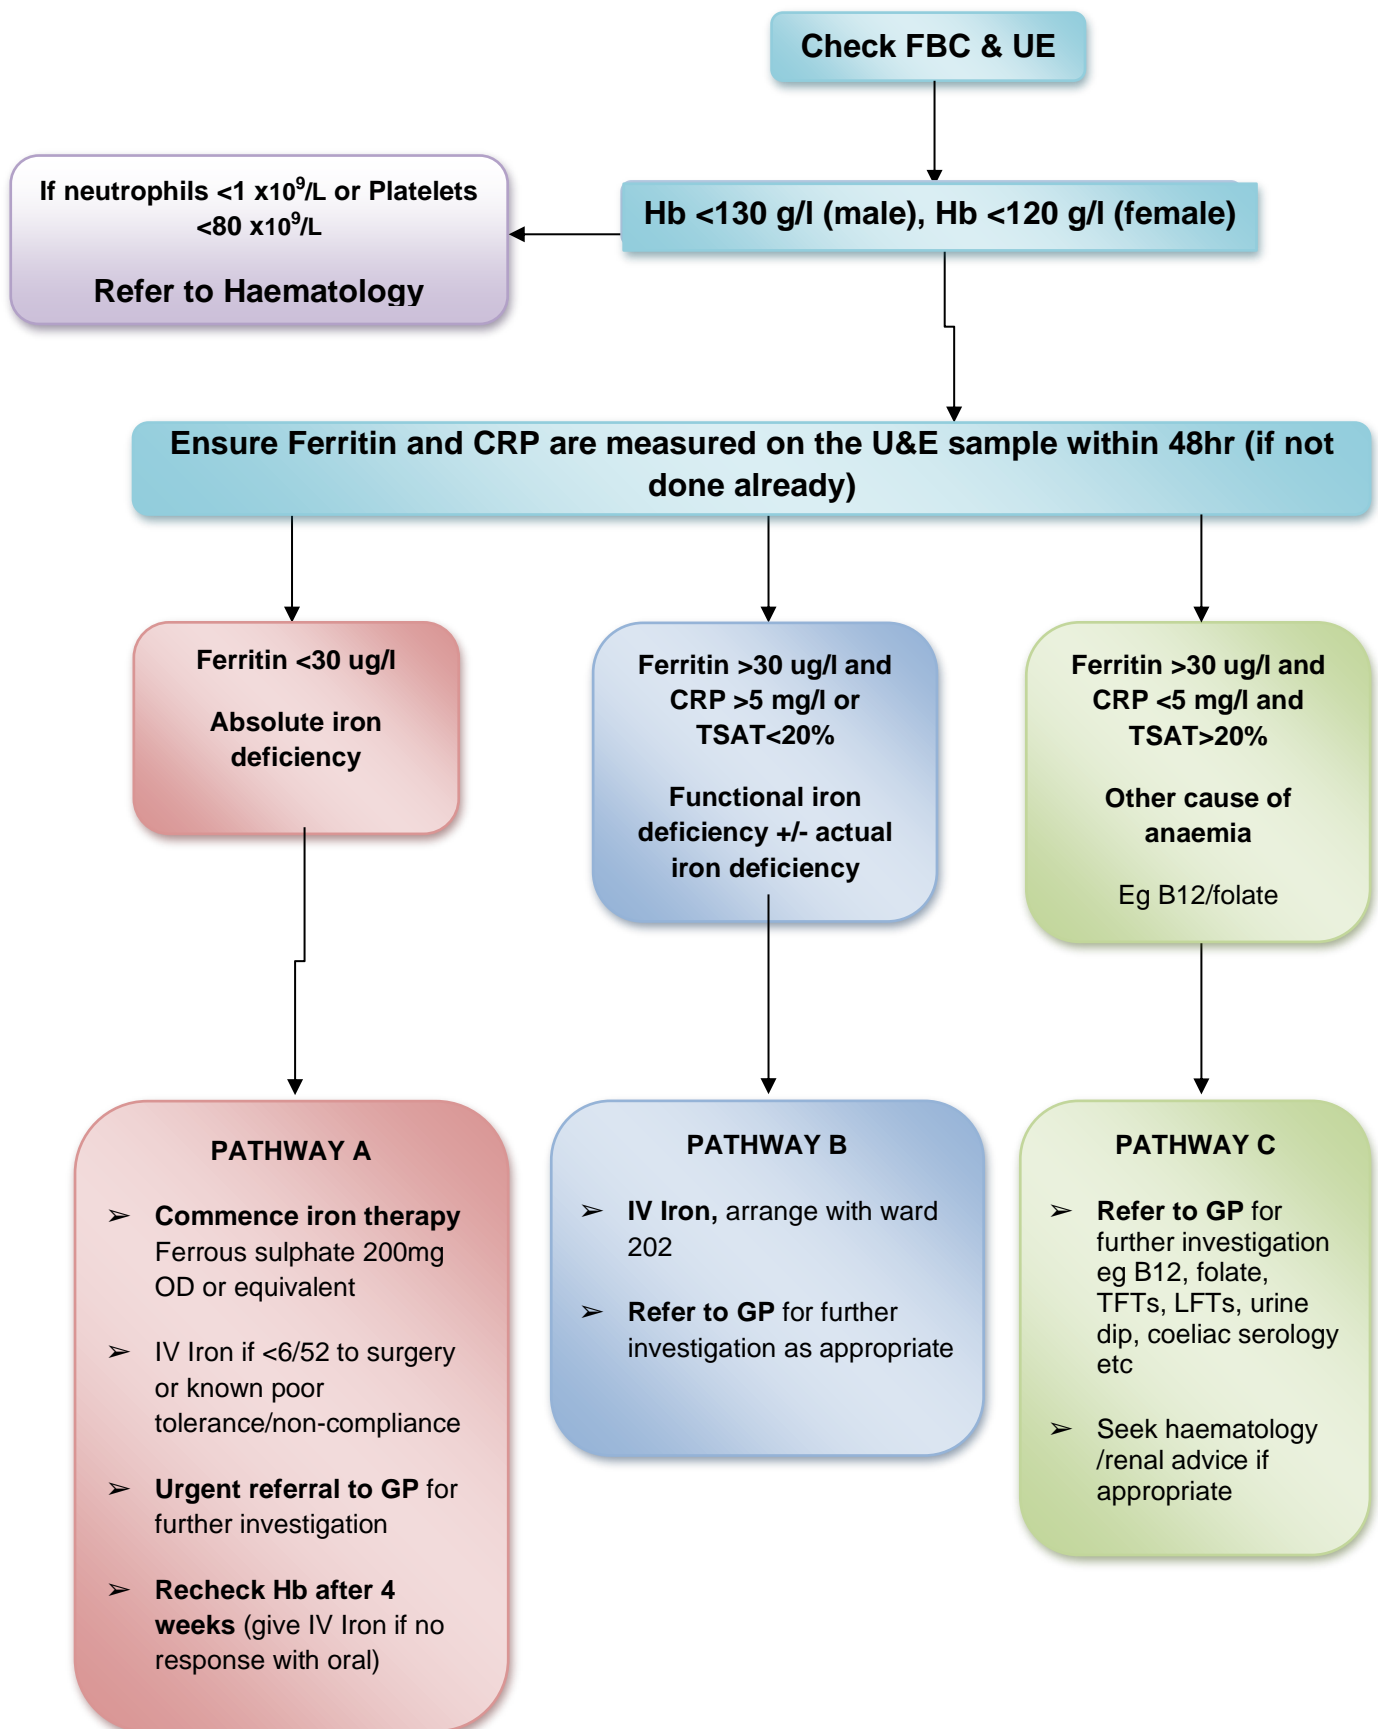 Check FBC & UE
If neutrophils <1 x10⁹/L or Platelets
<80 x10⁹/L
Refer to Haematology
Hb <130 g/l (male), Hb <120 g/l (female)
Ensure Ferritin and CRP are measured on the U&E sample within 48hr (if not
done already)
Ferritin <30 ug/l
Absolute iron
deficiency
Ferritin >30 ug/l and
CRP >5 mg/l or
TSAT<20%
Functional iron
deficiency +/- actual
iron deficiency
Ferritin >30 ug/l and
CRP <5 mg/l and
TSAT>20%
Other cause of
anaemia
Eg B12/folate
PATHWAY A
➢ Commence iron therapy
Ferrous sulphate 200mg
OD or equivalent
➢ IV Iron if <6/52 to surgery
or known poor
tolerance/non-compliance
➢ Urgent referral to GP for
further investigation
➢ Recheck Hb after 4
weeks (give IV Iron if no
response with oral)
PATHWAY B
➢ IV Iron, arrange with ward
202
➢ Refer to GP for further
investigation as appropriate
PATHWAY C
➢ Refer to GP for
further investigation
eg B12, folate,
TFTs, LFTs, urine
dip, coeliac serology
etc
➢ Seek haematology
/renal advice if
appropriate